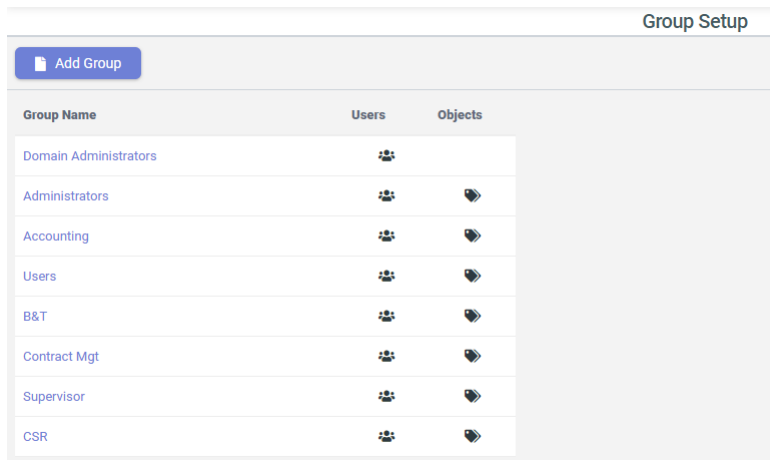 Group Setup
Add Group
Group Name Users Objects
Domain Administrators
Administrators
Accounting
Users
B&T
Contract Mgt
Supervisor
CSR